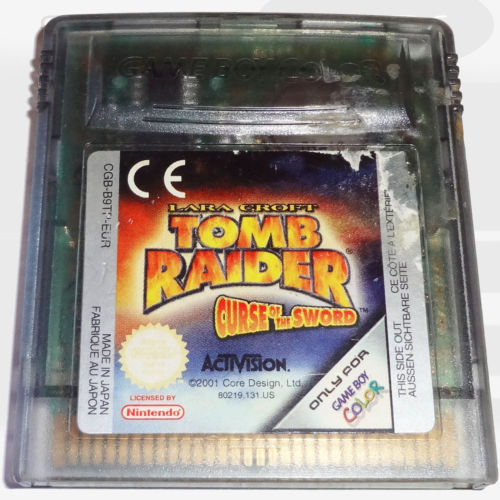 GAME BOY COLOR
CE
CGB-B9TP-EUR
LARA CROFT
TOMB
RAIDER
CURSE OF THE SWORD™
ACTIVISION.
©2001 Core Design, Ltd.
80219.131.US
LICENSED BY
Nintendo
MADE IN JAPAN
FABRIQUE AU JAPON
ONLY FOR
GAME BOY
COLOR
THIS SIDE OUT
CE CÔTÉ A L'EXTÉRIE
AUSSEN SICHTBARE SEITE